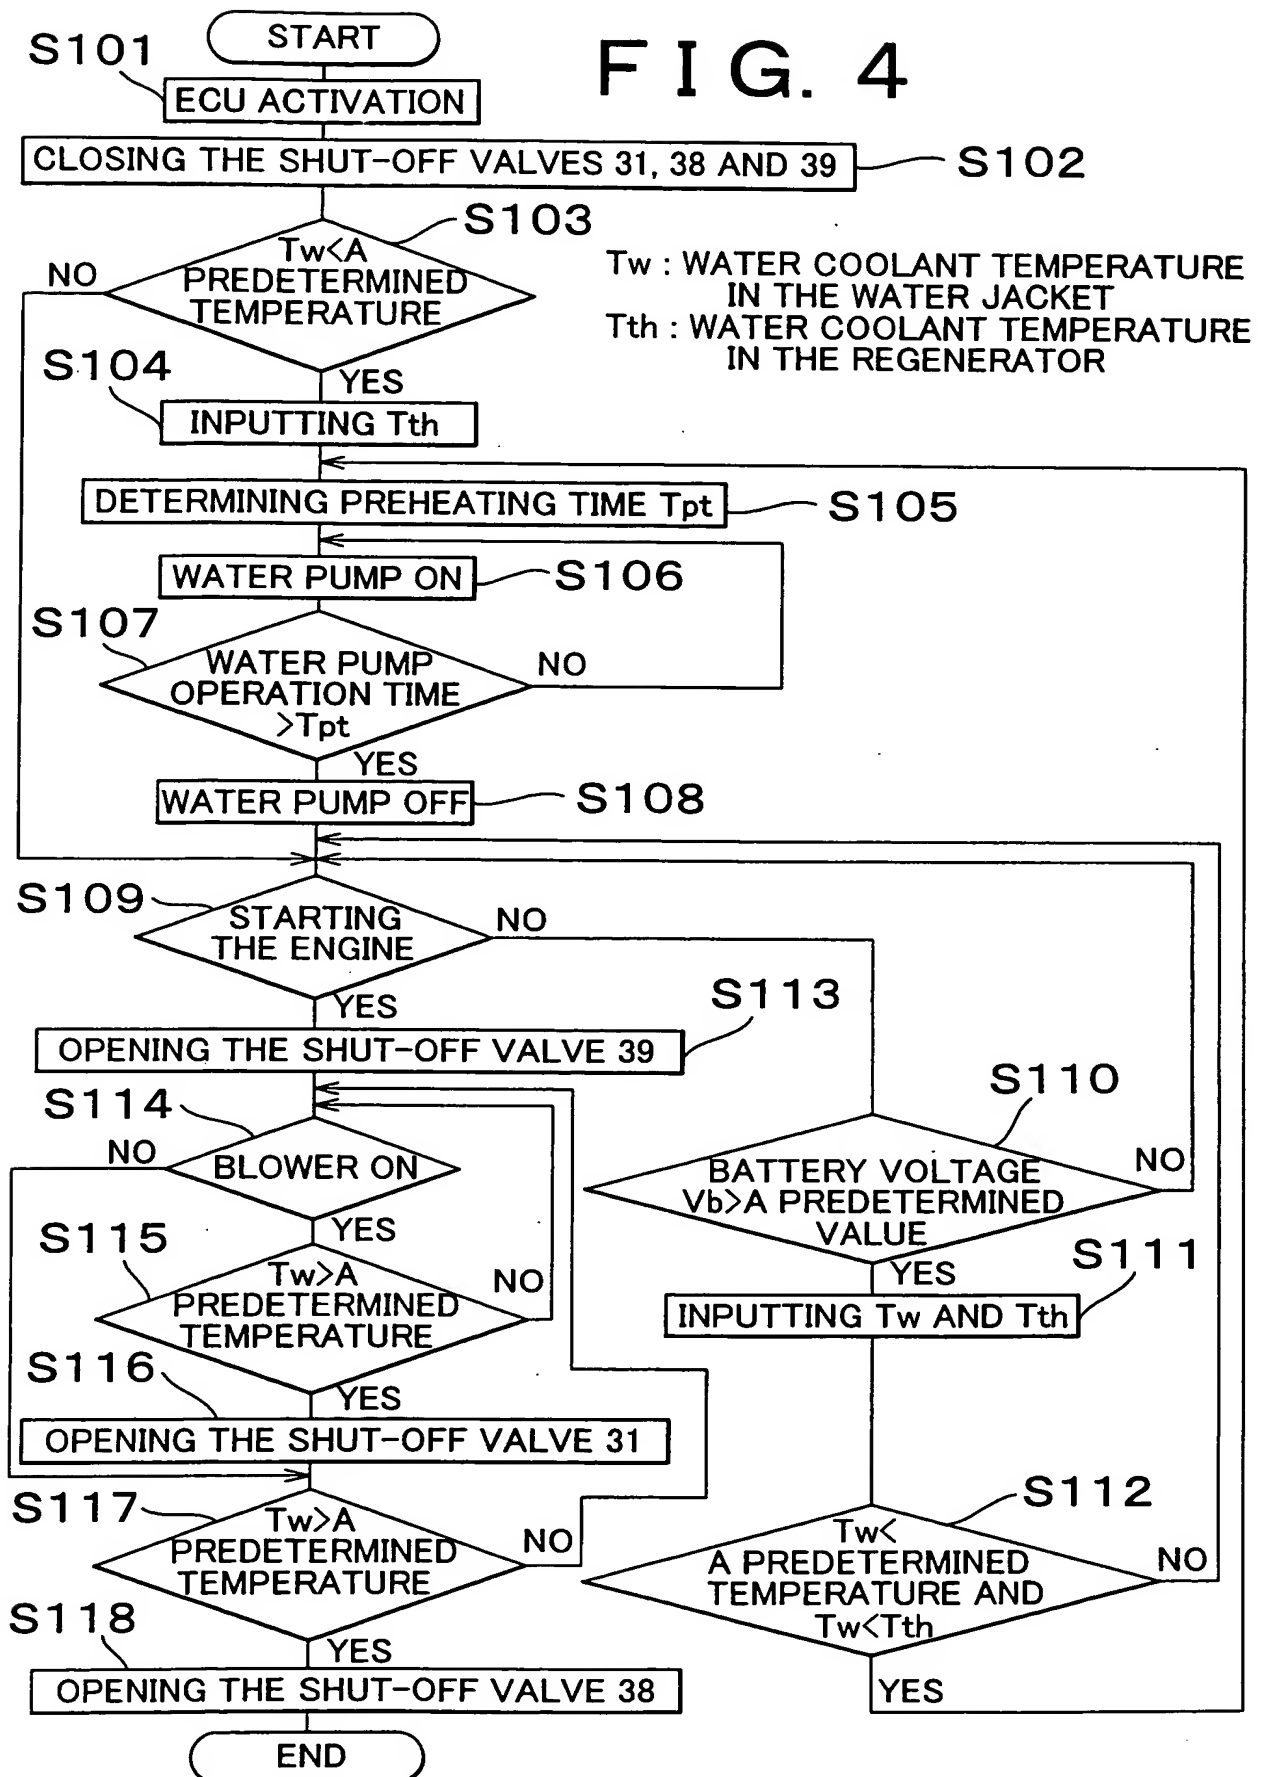 START
FIG. 4
S101
ECU ACTIVATION
CLOSING THE SHUT-OFF VALVES 31, 38 AND 39
S102
S103
Tw<A
PREDETERMINED
TEMPERATURE
NO
Tw : WATER COOLANT TEMPERATURE
IN THE WATER JACKET
Tth : WATER COOLANT TEMPERATURE
IN THE REGENERATOR
YES
S104
INPUTTING Tth
DETERMINING PREHEATING TIME Tpt
S105
WATER PUMP ON
S106
S107
WATER PUMP
OPERATION TIME
>Tpt
NO
YES
WATER PUMP OFF
S108
S109
STARTING
THE ENGINE
NO
YES
S113
OPENING THE SHUT-OFF VALVE 39
S110
BATTERY VOLTAGE
Vb>A PREDETERMINED
VALUE
NO
YES
S111
INPUTTING Tw AND Tth
S112
Tw<
A PREDETERMINED
TEMPERATURE AND
Tw<Tth
NO
YES
S114
BLOWER ON
NO
YES
S115
Tw>A
PREDETERMINED
TEMPERATURE
NO
YES
S116
OPENING THE SHUT-OFF VALVE 31
S117
Tw>A
PREDETERMINED
TEMPERATURE
NO
YES
S118
OPENING THE SHUT-OFF VALVE 38
END